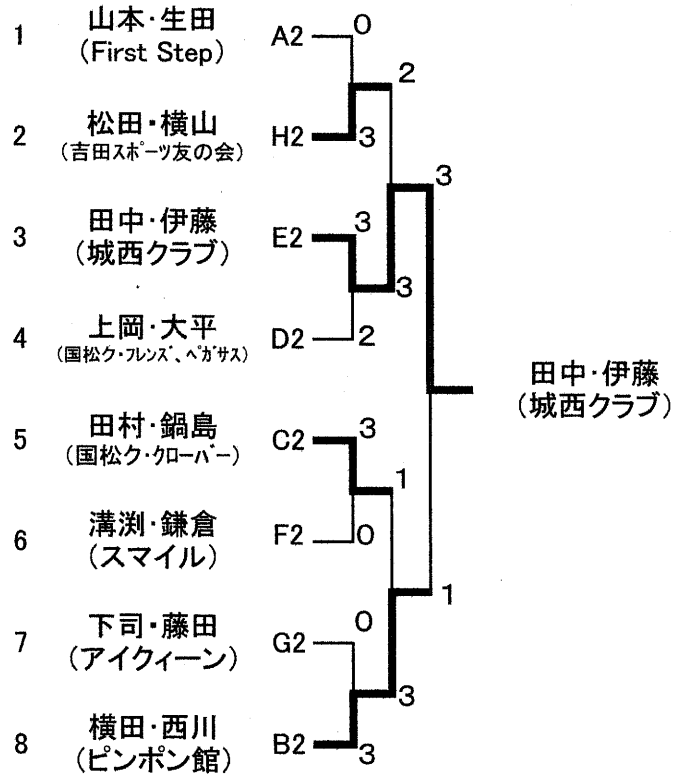 1 山本・生田 A2 0
(First Step)
2
2 松田・横山 H2 3
(吉田スポーツ友の会)
3
3 田中・伊藤 E2 3
(城西クラブ)
3
4 上岡・大平 D2 2
(国松ク・フレンズ、ペガサス)
田中・伊藤
(城西クラブ)
5 田村・鍋島 C2 3
(国松ク・クローバー)
1
6 溝渕・鎌倉 F2 0
(スマイル)
1
7 下司・藤田 G2 0
(アイクィーン)
3
8 横田・西川 B2 3
(ピンポン館)